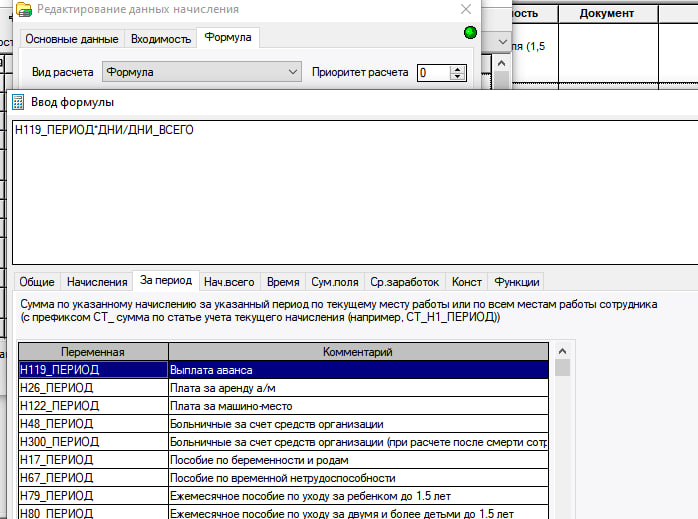 Редактирование данных начисления
Основные данные
Входимость
Формула
Вид расчета
Формула
Приоритет расчета
0
Документ
Ввод формулы
Н119_ПЕРИОД*ДНИ/ДНИ_ВСЕГО
Общие
Начисления
За период
Нач.всего
Время
Сум.поля
Ср.заработок
Конст
Функции
Сумма по указанному начислению за указанный период по текущему месту работы или по всем местам работы сотрудника
(с префиксом СТ_ сумма по статье учета текущего начисления (например, СТ_Н1_ПЕРИОД))
Переменная Комментарий
Н119_ПЕРИОД Выплата аванса
Н26_ПЕРИОД Плата за аренду а/м
Н122_ПЕРИОД Плата за машино-место
Н48_ПЕРИОД Больничные за счет средств организации
Н300_ПЕРИОД Больничные за счет средств организации (при расчете после смерти сотр
Н17_ПЕРИОД Пособие по беременности и родам
Н67_ПЕРИОД Пособие по временной нетрудоспособности
Н79_ПЕРИОД Ежемесячное пособие по уходу за ребенком до 1.5 лет
Н80_ПЕРИОД Ежемесячное пособие по уходу за двумя и более детьми до 1.5 лет